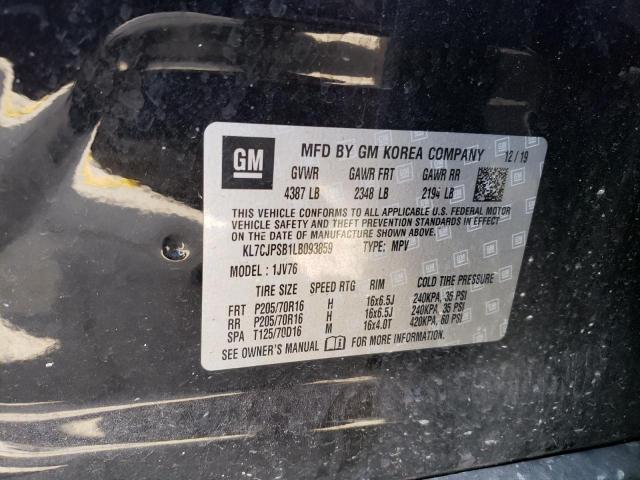 GM
MFD BY GM KOREA COMPANY 12/19
GVWR GAWR FRT GAWR RR
4387 LB 2348 LB 2194 LB
THIS VEHICLE CONFORMS TO ALL APPLICABLE U.S. FEDERAL MOTOR
VEHICLE SAFETY AND THEFT PREVENTION STANDARDS IN EFFECT
ON THE DATE OF MANUFACTURE SHOWN ABOVE.
KL7CJPSB1LB093859 TYPE: MPV
MODEL : 1JV76
TIRE SIZE SPEED RTG RIM COLD TIRE PRESSURE
FRT P205/70R16 H 16x6.5J 240KPA, 35 PSI
RR P205/70R16 H 16x6.5J 240KPA, 35 PSI
SPA T125/70D16 M 16x4.0T 420KPA, 60 PSI
SEE OWNER'S MANUAL FOR MORE INFORMATION.